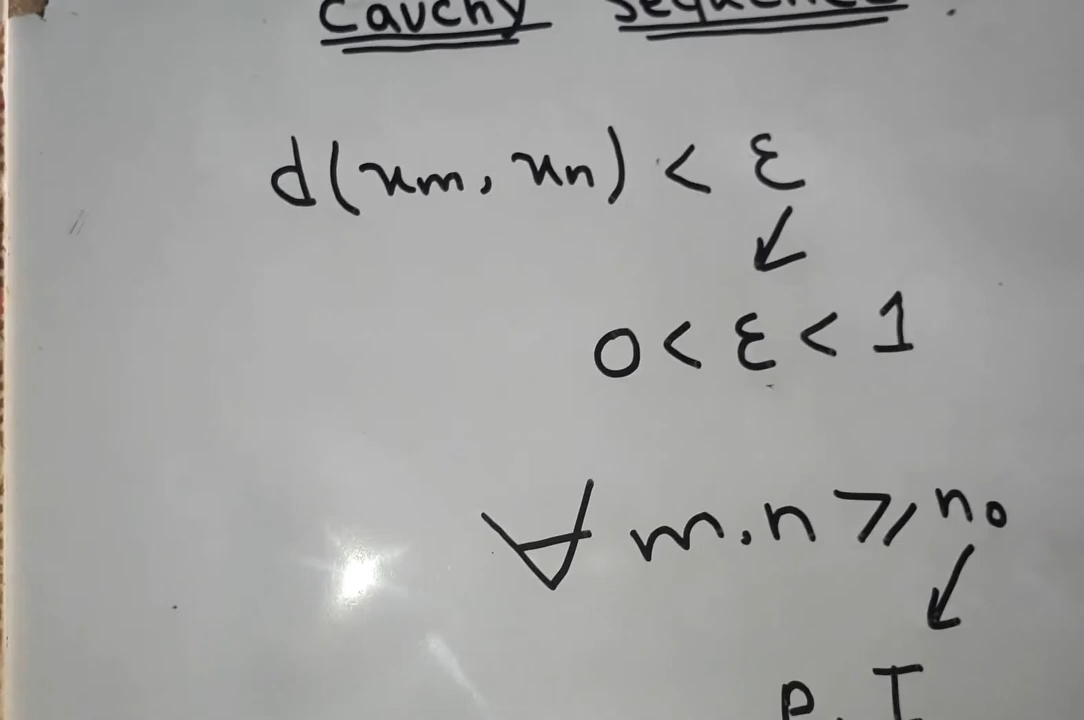 Cauchy Sequence.
d(xm, xn) < ε
↙
0 < ε < 1
∀ m, n ≥ n₀
↙
P. I